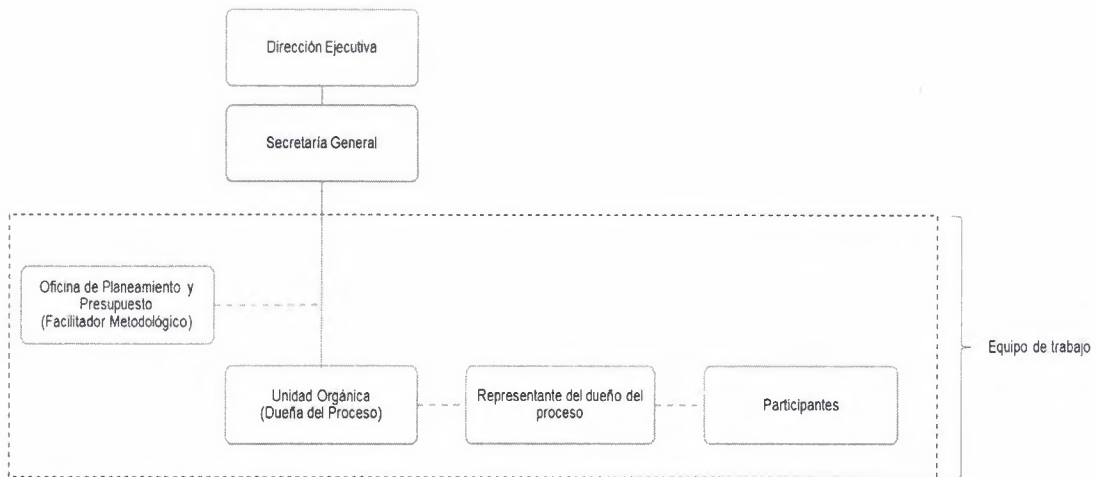 Dirección Ejecutiva
Secretaría General
Oficina de Planeamiento y
Presupuesto
(Facilitador Metodológico)
Equipo de trabajo
Unidad Orgánica
(Dueña del Proceso)
Representante del dueño del
proceso
Participantes